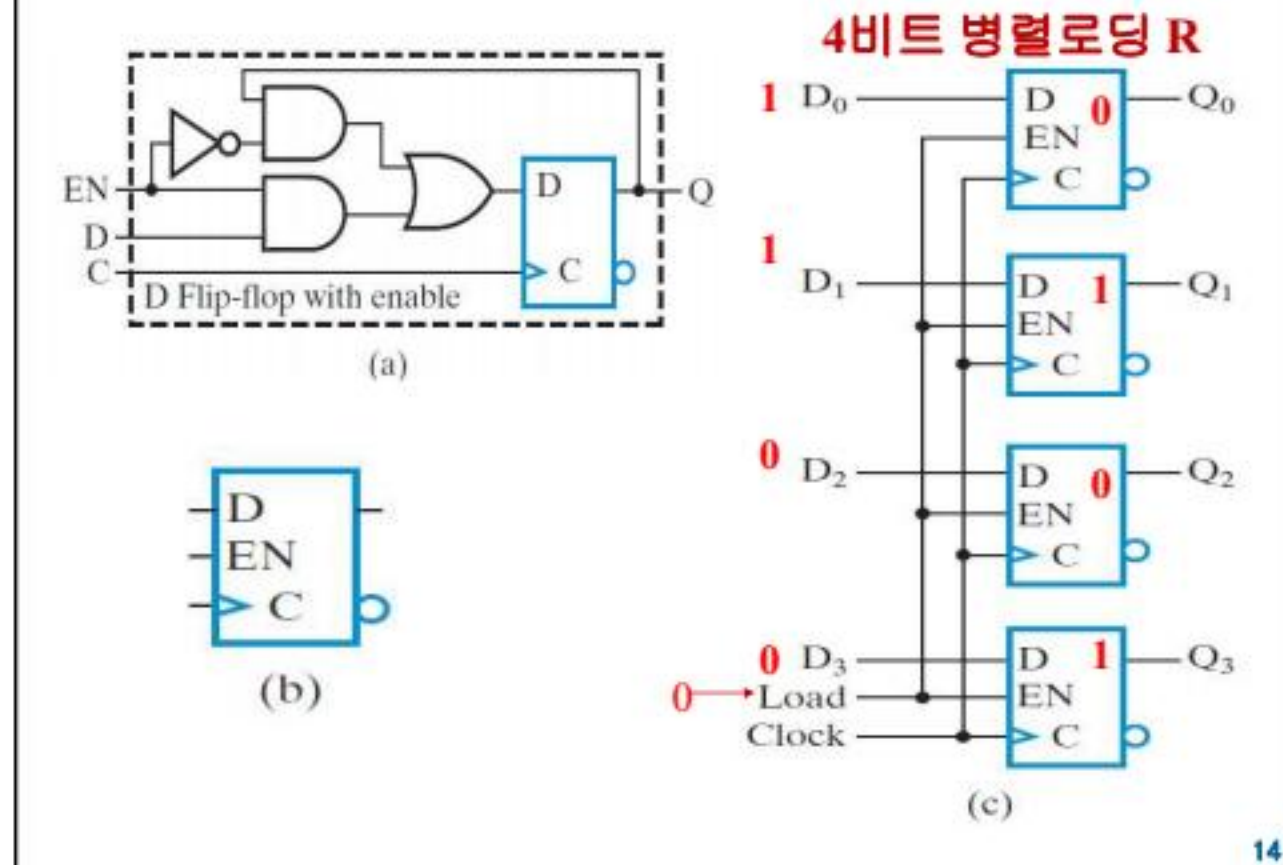 4비트 병렬로딩 R
EN
D
C
D
C
Q
D Flip-flop with enable
(a)
D
EN
C
(b)
1 D₀
D 0
EN
C
Q₀
1
D₁
D 1
EN
C
Q₁
0 D₂
D 0
EN
C
Q₂
0 D₃
0 Load
Clock
D 1
EN
C
Q₃
(c)
14